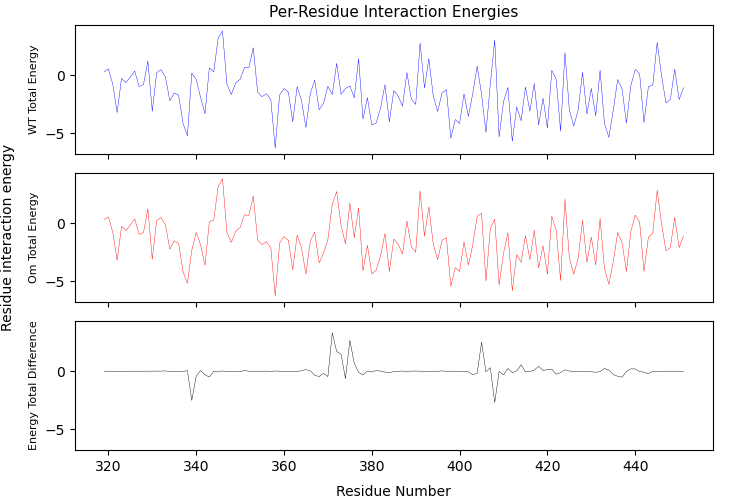 Per-Residue Interaction Energies
Residue interaction energy
WT Total Energy
0
−5
Om Total Energy
0
−5
Energy Total Difference
0
−5
320 340 360 380 400 420 440
Residue Number